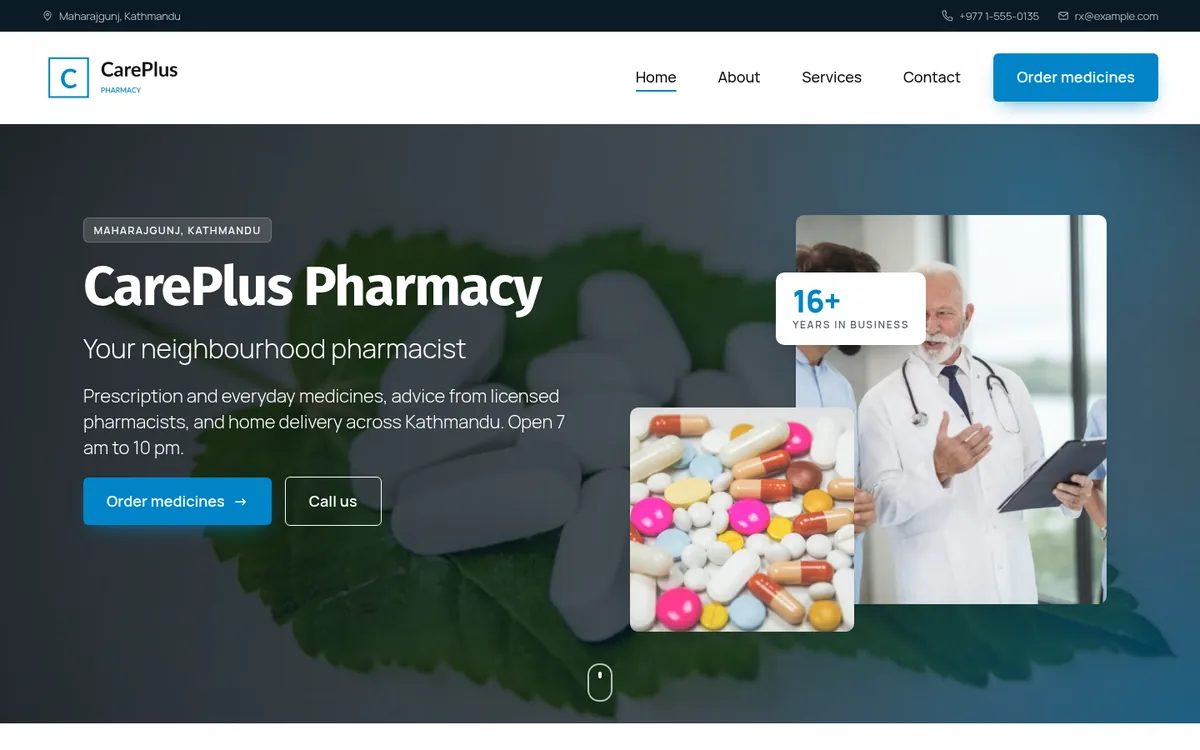 Maharajgunj, Kathmandu
+977 1-555-0135
rx@example.com
C
CarePlus
PHARMACY
Home
About
Services
Contact
Order medicines
MAHARAJGUNJ, KATHMANDU
CarePlus Pharmacy
Your neighbourhood pharmacist
Prescription and everyday medicines, advice from licensed
pharmacists, and home delivery across Kathmandu. Open 7
am to 10 pm.
Order medicines →
Call us
16+
YEARS IN BUSINESS